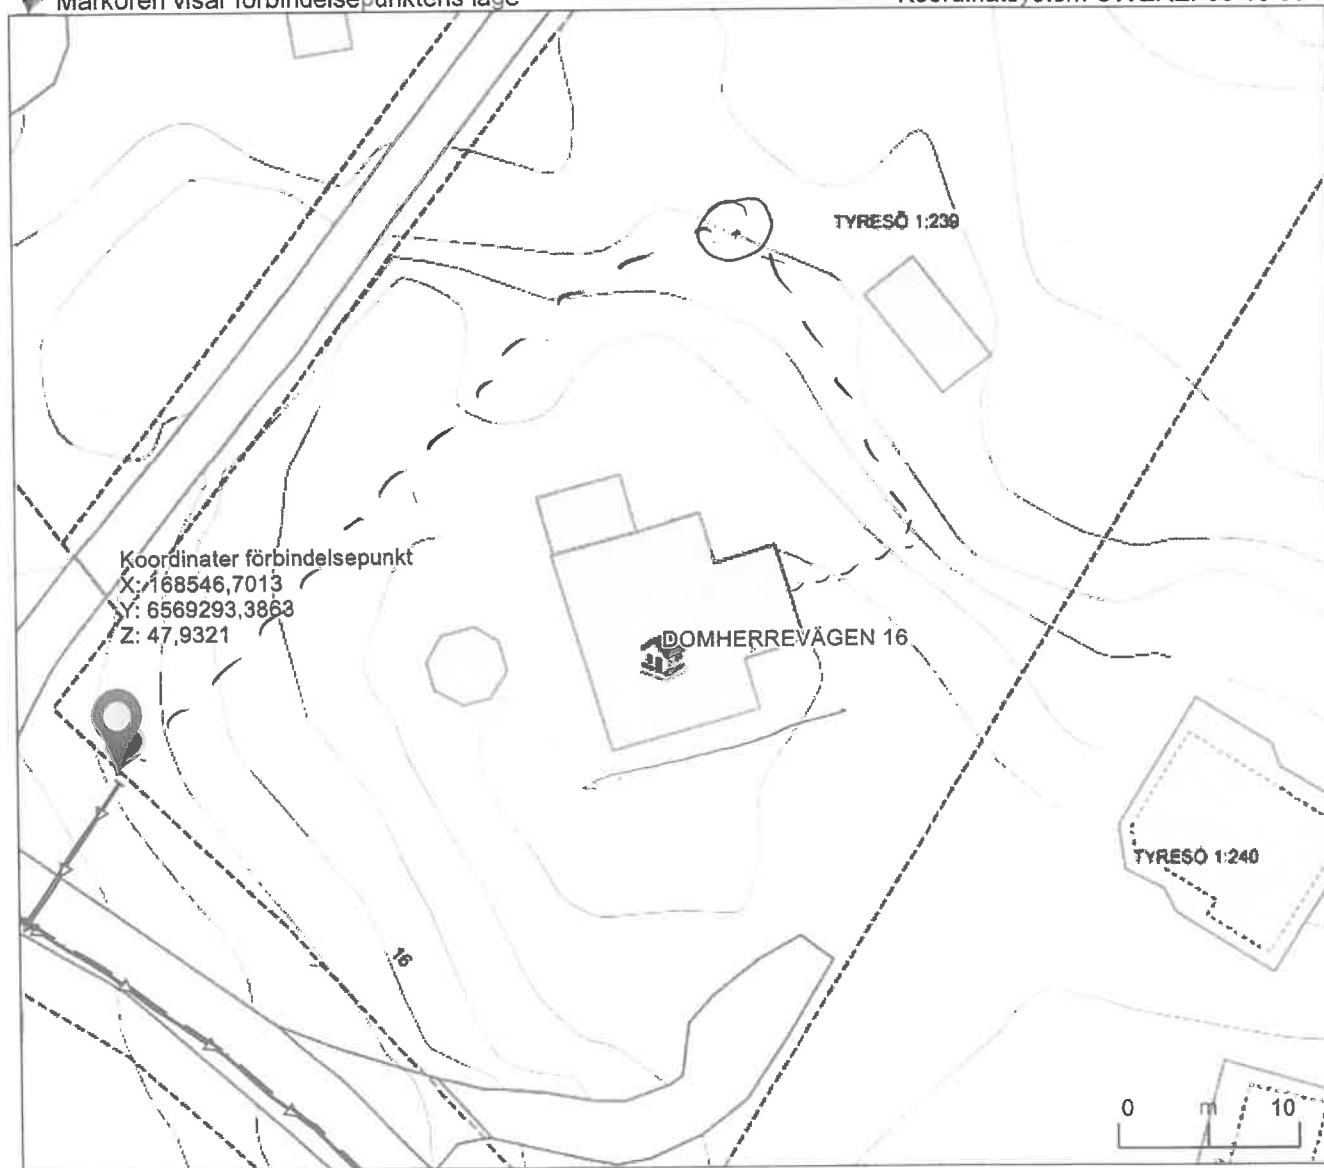 Markören visar förbindelsepunktens läge
TYRESÖ 1:239
Koordinater förbindelsepunkt
X: 168546,7013
Y: 6569293,3863
Z: 47,9321
DOMHERREVÄGEN 16
TYRESÖ 1:240
16
0 m 10